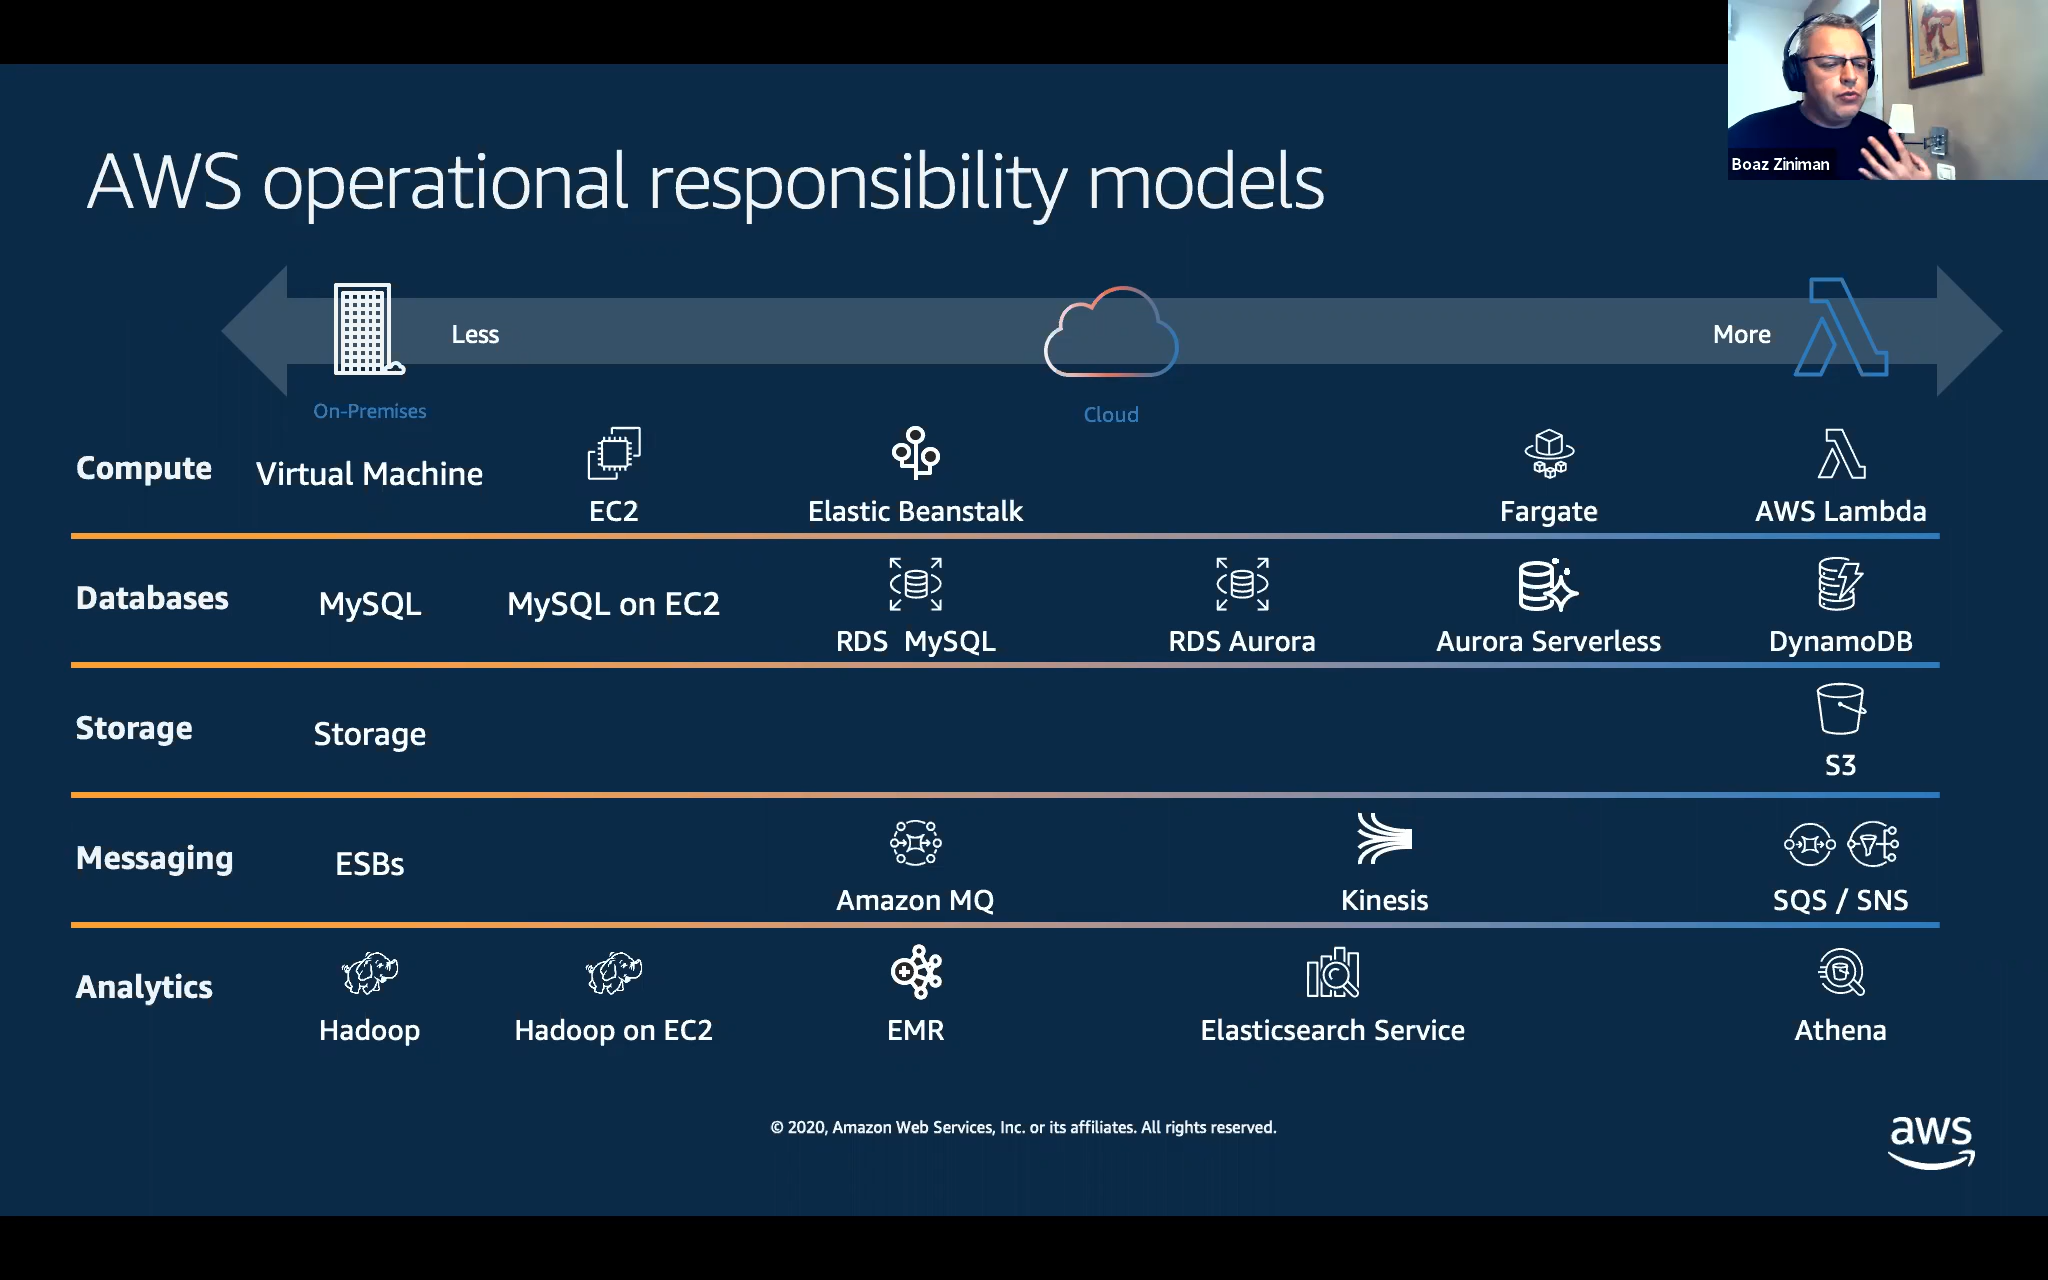 Boaz Ziniman
AWS operational responsibility models
Less
More
On-Premises
Cloud
Compute
Virtual Machine
EC2
Elastic Beanstalk
Fargate
AWS Lambda
Databases
MySQL
MySQL on EC2
RDS MySQL
RDS Aurora
Aurora Serverless
DynamoDB
Storage
Storage
S3
Messaging
ESBs
Amazon MQ
Kinesis
SQS / SNS
Analytics
Hadoop
Hadoop on EC2
EMR
Elasticsearch Service
Athena
© 2020, Amazon Web Services, Inc. or its affiliates. All rights reserved.
aws